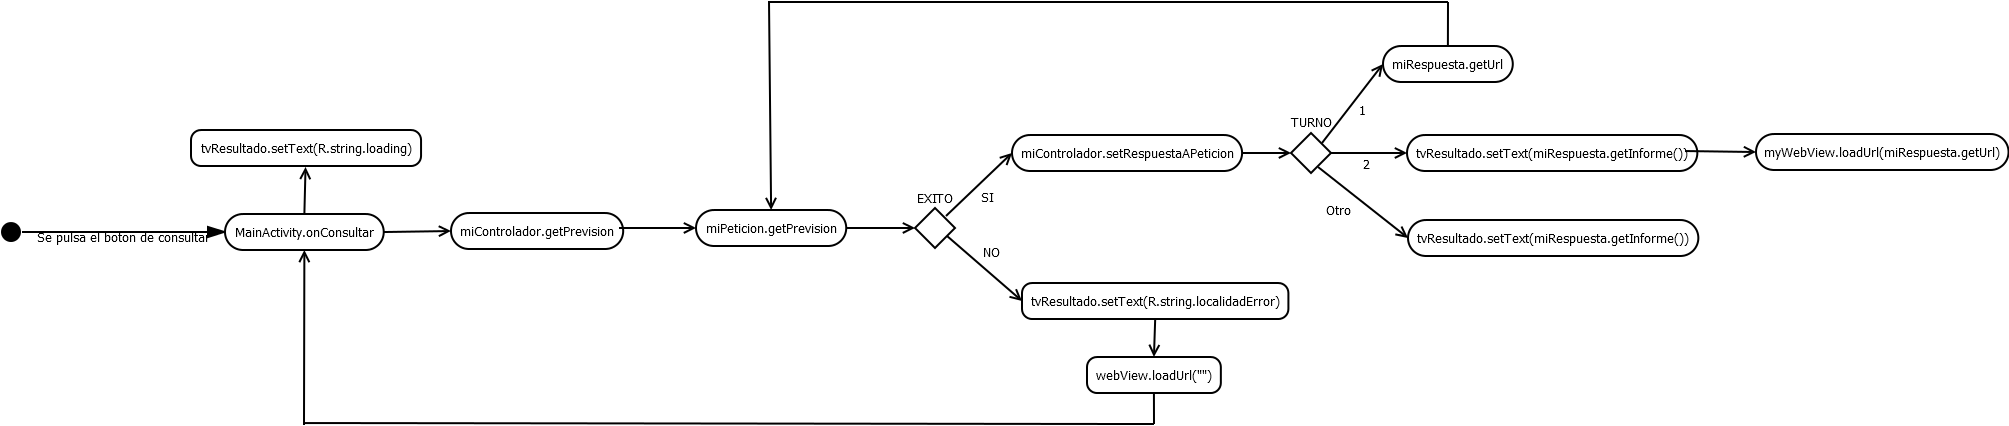 Se pulsa el boton de consultar
MainActivity.onConsultar
tvResultado.setText(R.string.loading)
miControlador.getPrevision
miPeticion.getPrevision
EXITO
SI
NO
miControlador.setRespuestaAPeticion
tvResultado.setText(R.string.localidadError)
webView.loadUrl("")
TURNO
1
2
Otro
miRespuesta.getUrl
tvResultado.setText(miRespuesta.getInforme())
myWebView.loadUrl(miRespuesta.getUrl)
tvResultado.setText(miRespuesta.getInforme())